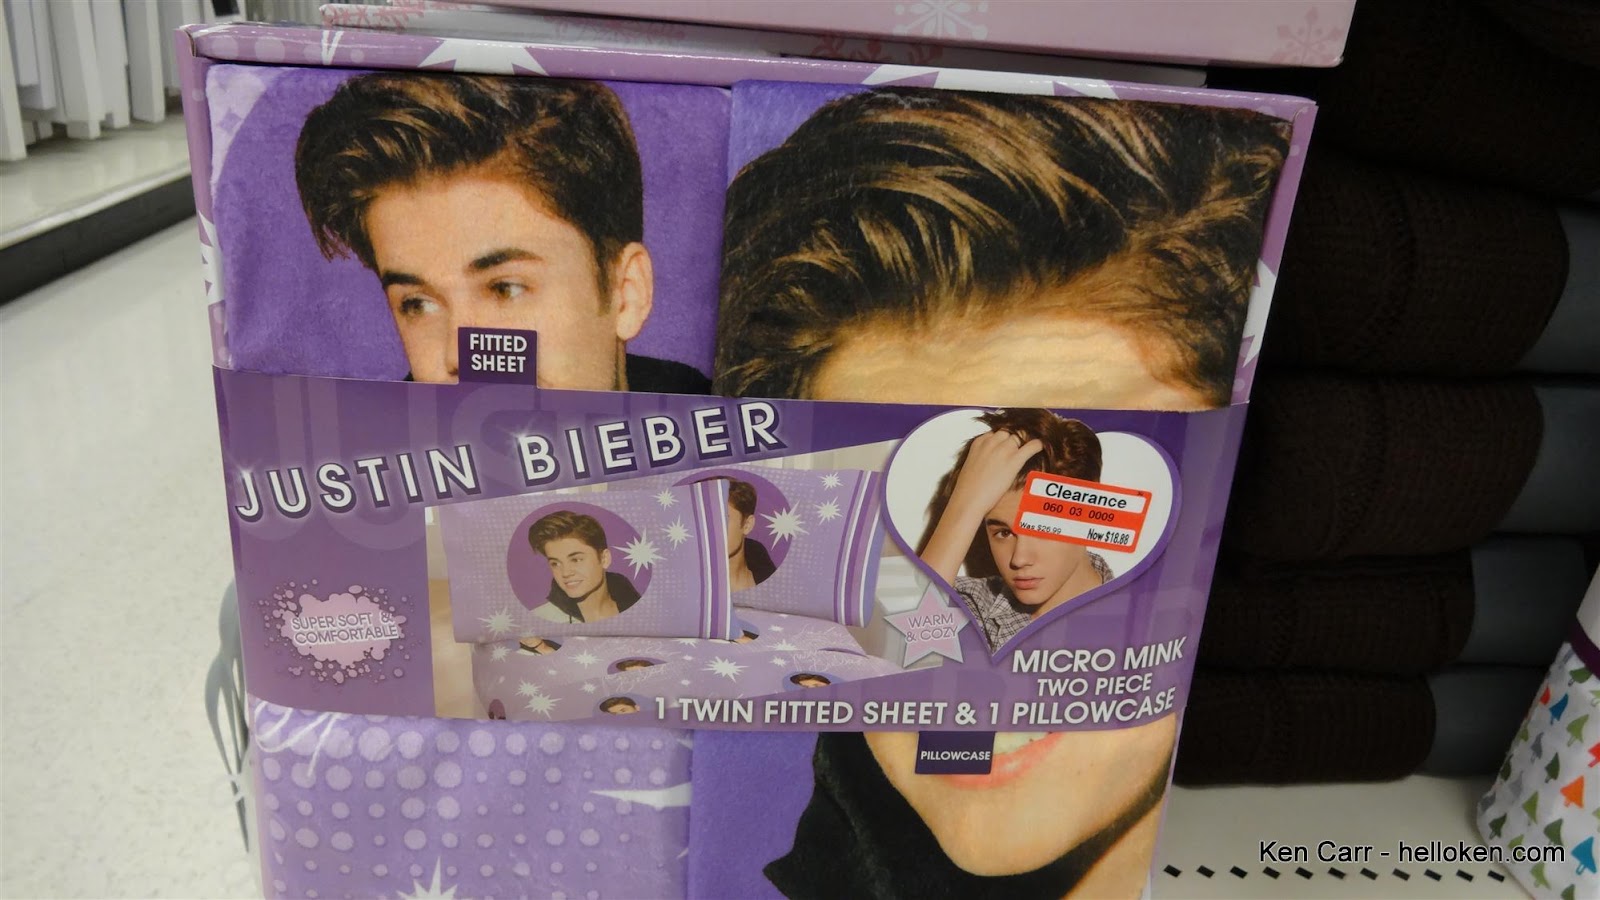 FITTED
SHEET
JUSTIN BIEBER
Clearance
060 03 0009
Was $26.99
Now $18.88
SUPER SOFT &
COMFORTABLE
WARM
& COZY
MICRO MINK
TWO PIECE
1 TWIN FITTED SHEET & 1 PILLOWCASE
PILLOWCASE
Ken Carr - helloken.com